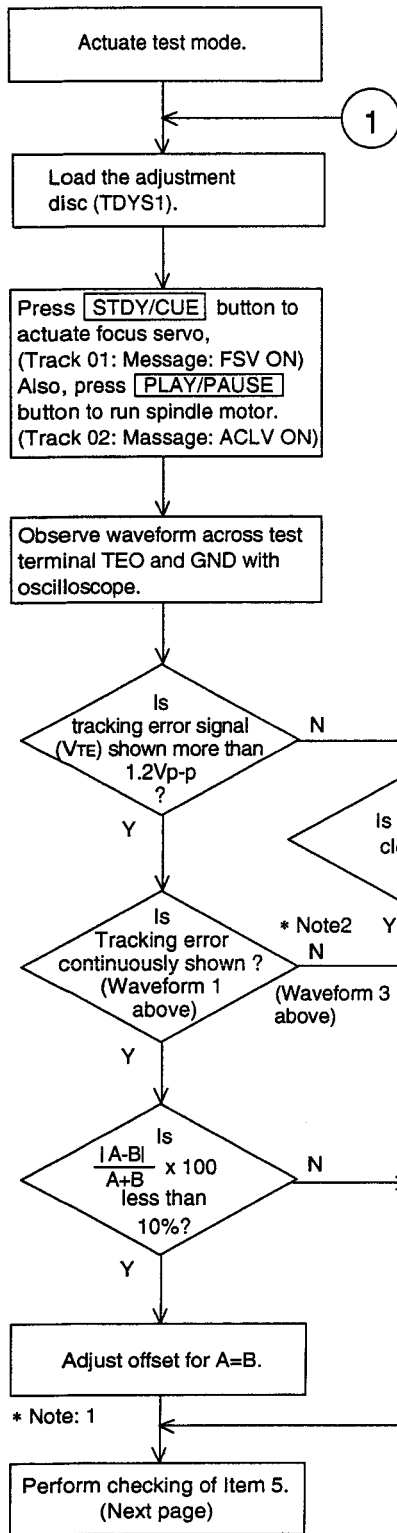 Actuate test mode.
1
Load the adjustment
disc (TDYS1).
Press STDY/CUE button to
actuate focus servo,
(Track 01: Message: FSV ON)
Also, press PLAY/PAUSE
button to run spindle motor.
(Track 02: Massage: ACLV ON)
Observe waveform across test
terminal TEO and GND with
oscilloscope.
Is
tracking error signal
(VTE) shown more than
1.2Vp-p
?
N
Y
Is
* Note2 Y
Is
Tracking error
continuously shown ?
(Waveform 1
above)
N
(Waveform 3
above)
Y
Is
|A-B|
A+B
x 100
less than
10%?
N
Y
Adjust offset for A=B.
* Note: 1
Perform checking of Item 5.
(Next page)